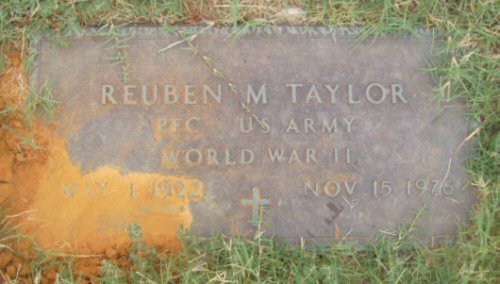 REUBEN M TAYLOR
PFC US ARMY
WORLD WAR II
MAY 1 1922 NOV 15 1976